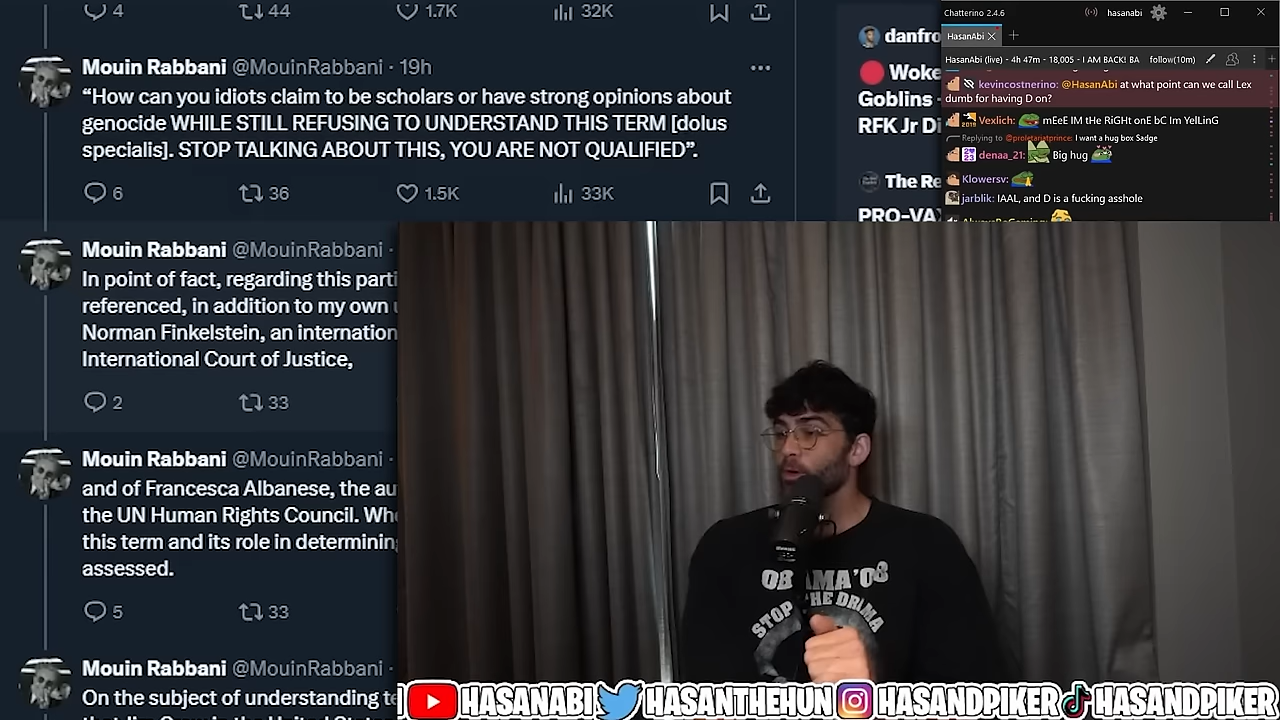 4
44
1.7K
32K
Mouin Rabbani @MouinRabbani · 19h
“How can you idiots claim to be scholars or have strong opinions about
genocide WHILE STILL REFUSING TO UNDERSTAND THIS TERM [dolus
specialis]. STOP TALKING ABOUT THIS, YOU ARE NOT QUALIFIED”.
6
36
1.5K
33K
Mouin Rabbani @MouinRabbani ·
In point of fact, regarding this parti
referenced, in addition to my own
Norman Finkelstein, an internation
International Court of Justice,
2
33
Mouin Rabbani @MouinRabbani ·
and of Francesca Albanese, the au
the UN Human Rights Council. Whe
this term and its role in determining
assessed.
5
33
Mouin Rabbani @MouinRabbani ·
On the subject of understanding te
danfro
Woke
Goblins
RFK Jr Di
The Re
PRO-VA
Chatterino 2.4.6
hasanabi
HasanAbi
HasanAbi (live) - 4h 47m - 18,005 - I AM BACK! BA
follow(10m)
kevincostnerino: @HasanAbi at what point can we call Lex
dumb for having D on?
Vexlich: mEeE IM tHe RiGHt onE bC Im YelLinG
Replying to @proletariatprince: I want a hug box Sadge
denaa_21: Big hug
Klowersv:
jarblik: IAAL, and D is a fucking asshole
OBAMA'08
STOP THE DRAMA
HASANABI
HASANTHEHUN
HASANDPIKER
HASANDPIKER